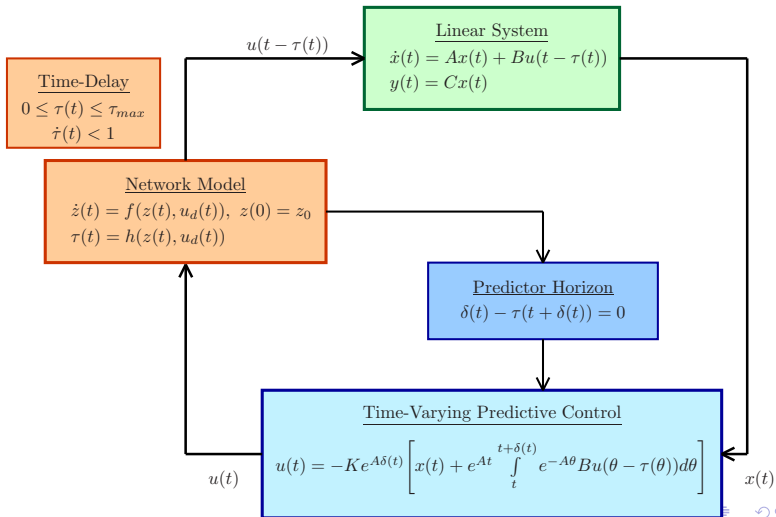 Linear System
ẋ(t) = Ax(t) + Bu(t − τ(t))
y(t) = Cx(t)
u(t − τ(t))
Time-Delay
0 ≤ τ(t) ≤ τ_max
τ̇(t) < 1
Network Model
ż(t) = f(z(t), u_d(t)), z(0) = z_0
τ(t) = h(z(t), u_d(t))
Predictor Horizon
δ(t) − τ(t + δ(t)) = 0
Time-Varying Predictive Control
u(t) = −Ke^{Aδ(t)} [x(t) + e^{At} ∫_t^{t+δ(t)} e^{−Aθ} Bu(θ − τ(θ))dθ]
u(t)
x(t)